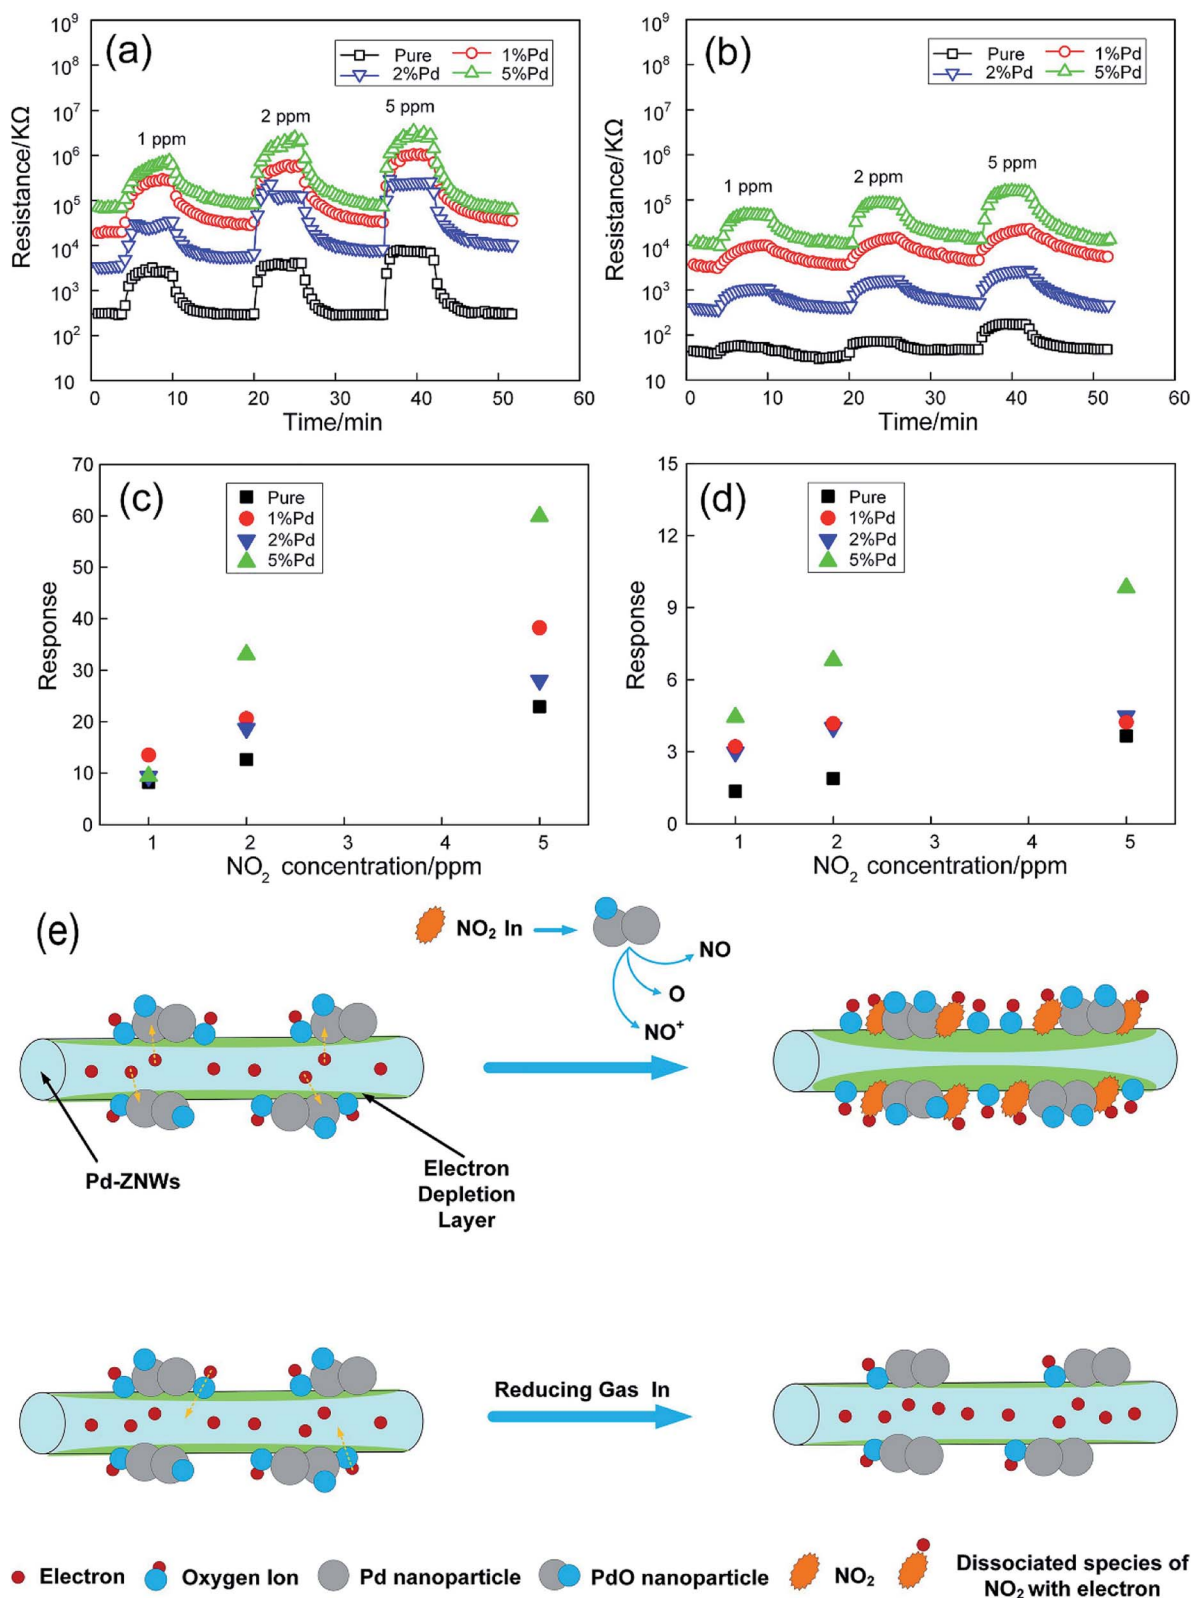 (a)
Pure
1%Pd
2%Pd
5%Pd
1 ppm
2 ppm
5 ppm
10⁹
10⁸
10⁷
10⁶
10⁵
10⁴
10³
10²
10
Resistance/KΩ
0 10 20 30 40 50 60
Time/min
(b)
Pure
1%Pd
2%Pd
5%Pd
1 ppm
2 ppm
5 ppm
10⁹
10⁸
10⁷
10⁶
10⁵
10⁴
10³
10²
10
Resistance/KΩ
0 10 20 30 40 50 60
Time/min
(c)
Pure
1%Pd
2%Pd
5%Pd
70
60
50
40
30
20
10
0
Response
1 2 3 4 5
NO₂ concentration/ppm
(d)
Pure
1%Pd
2%Pd
5%Pd
15
12
9
6
3
0
Response
1 2 3 4 5
NO₂ concentration/ppm
(e)
NO₂ In
NO
O
NO⁺
Pd-ZNWs
Electron
Depletion
Layer
Reducing Gas In
Electron
Oxygen Ion
Pd nanoparticle
PdO nanoparticle
NO₂
Dissociated species of
NO₂ with electron